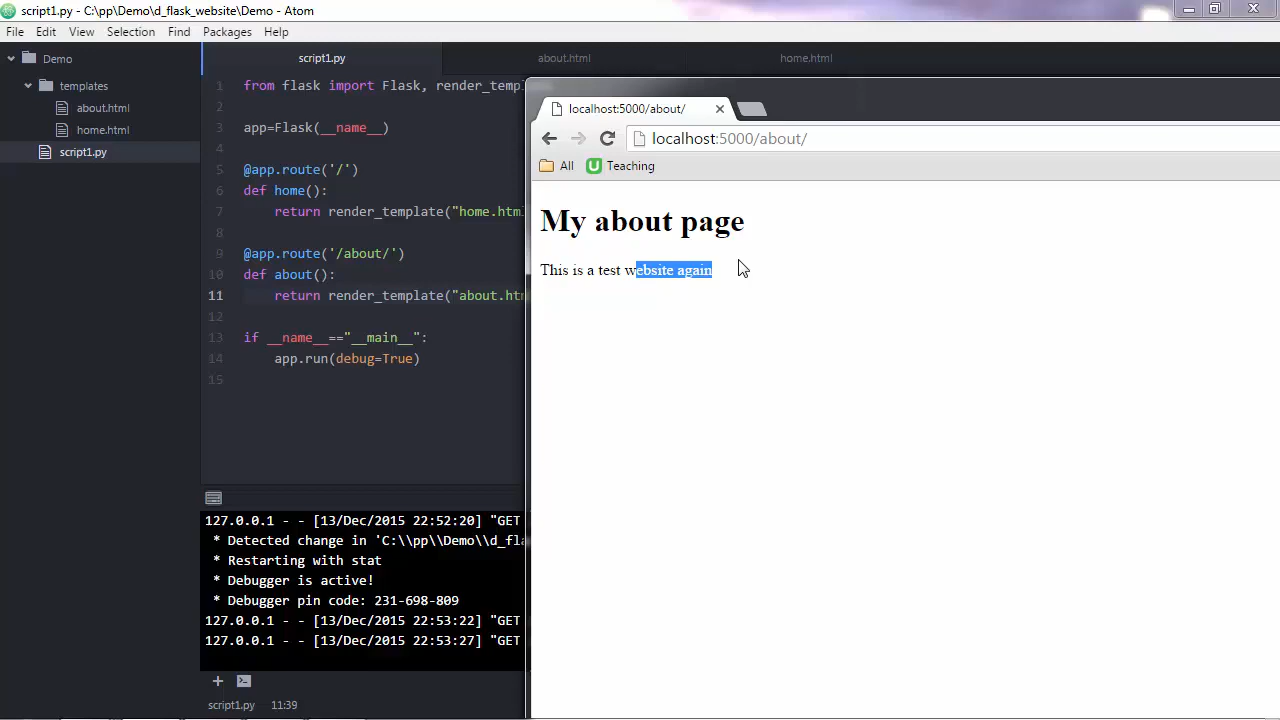 script1.py - C:\pp\Demo\d_flask_website\Demo - Atom
File Edit View Selection Find Packages Help
Demo
templates
about.html
home.html
script1.py
script1.py about.html home.html
1 from flask import Flask, render_temp
2
3 app=Flask(__name__)
4
5 @app.route('/')
6 def home():
7 return render_template("home.html
8
9 @app.route('/about/')
10 def about():
11 return render_template("about.htm
12
13 if __name__=="__main__":
14 app.run(debug=True)
15
127.0.0.1 - - [13/Dec/2015 22:52:20] "GET
* Detected change in 'C:\\pp\\Demo\\d_fla
* Restarting with stat
* Debugger is active!
* Debugger pin code: 231-698-809
127.0.0.1 - - [13/Dec/2015 22:53:22] "GET
127.0.0.1 - - [13/Dec/2015 22:53:27] "GET
script1.py 11:39
localhost:5000/about/
localhost:5000/about/
All Teaching
My about page
This is a test website again